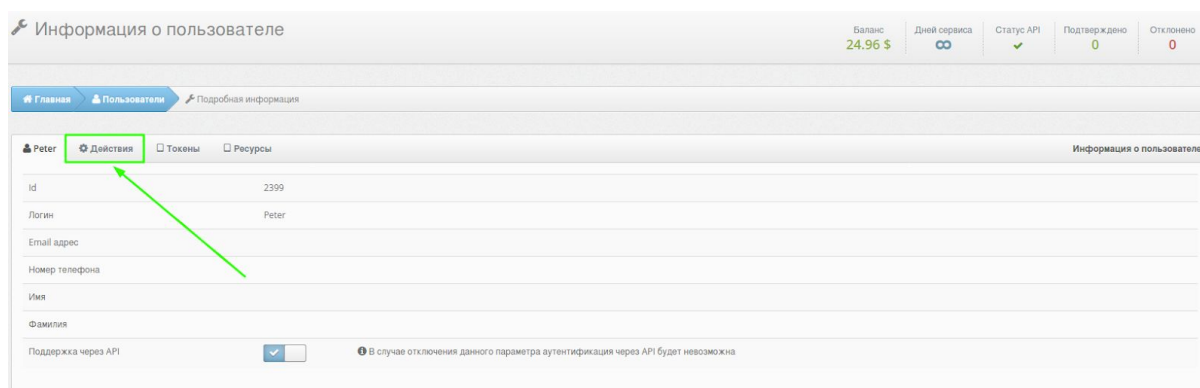 Информация о пользователе
Баланс Дней сервиса Статус API Подтверждено Отклонено
24.96 $ 0 0
Главная Пользователи Подробная информация
Peter Действия Токены Ресурсы Информация о пользователе
Id 2399
Логин Peter
Email адрес
Номер телефона
Имя
Фамилия
Поддержка через API В случае отключения данного параметра аутентификация через API будет невозможна